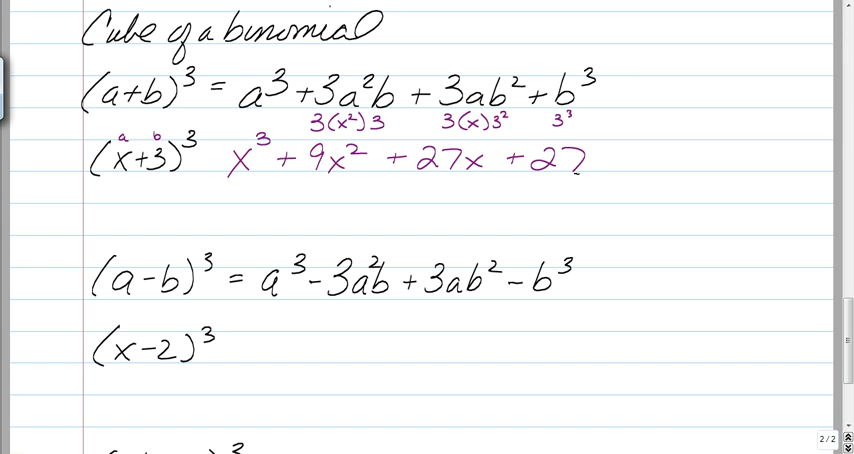 Cube of a binomial
(a+b)³ = a³ + 3a²b + 3ab² + b³
3(x²)3 3(x)3² 3³
a b
(x+3)³ x³ + 9x² + 27x + 27
(a-b)³ = a³ - 3a²b + 3ab² - b³
(x-2)³
2/2